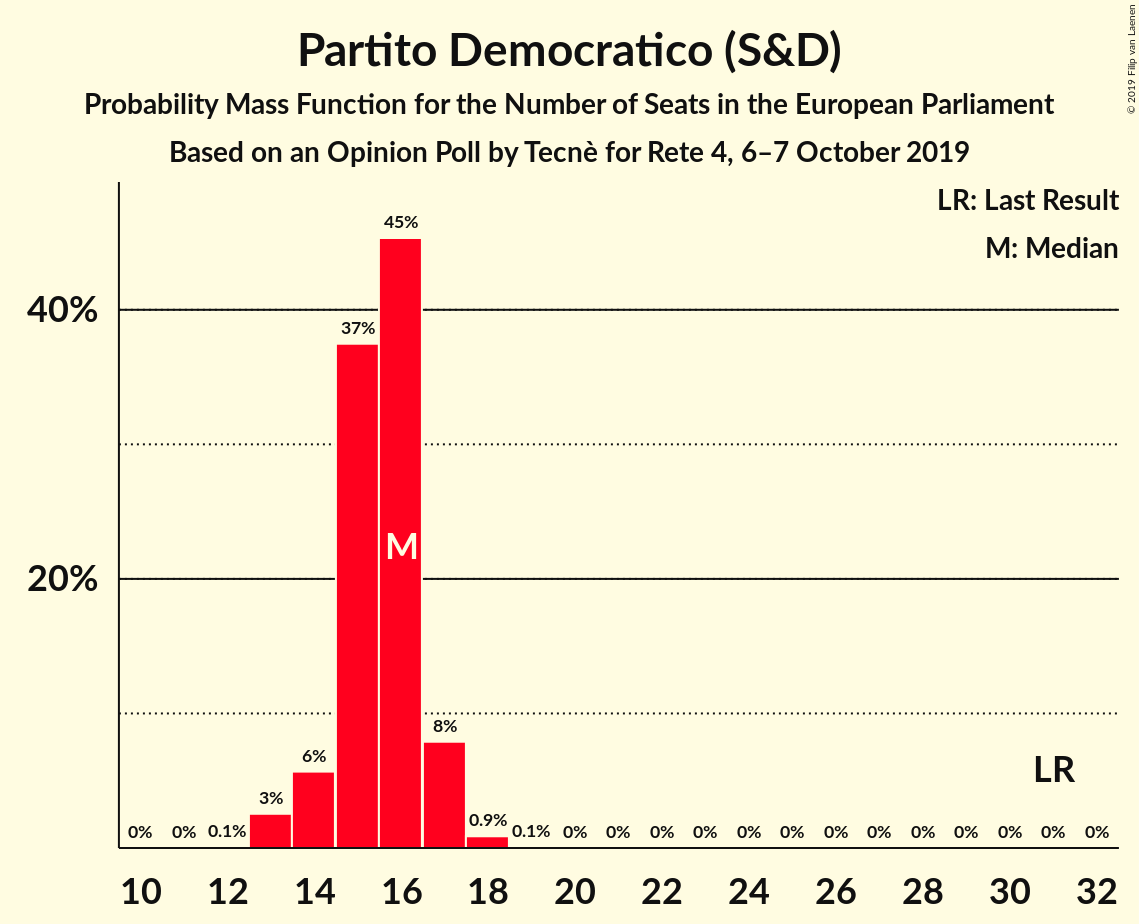 © 2019 Filip van Laenen
Partito Democratico (S&D)
Probability Mass Function for the Number of Seats in the European Parliament
Based on an Opinion Poll by Tecnè for Rete 4, 6–7 October 2019
LR: Last Result
M: Median
45%
40%
37%
M
20%
8%
6%
LR
3%
0% 0% 0.1% 0.9% 0.1% 0% 0% 0% 0% 0% 0% 0% 0% 0% 0% 0% 0% 0%
10 12 14 16 18 20 22 24 26 28 30 32